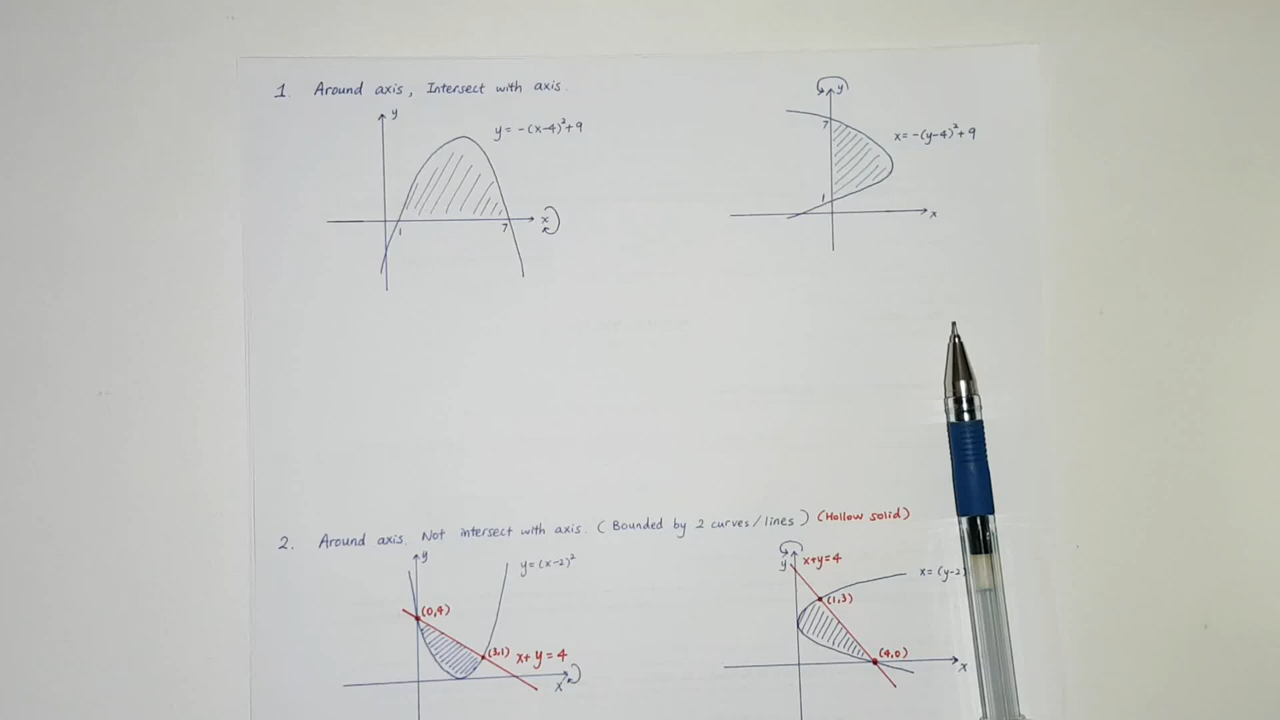 1. Around axis, Intersect with axis.
y
y = -(x-4)²+9
1
7
x
y
7
x = -(y-4)²+9
1
x
2. Around axis. Not intersect with axis. (Bounded by 2 curves/lines) (Hollow solid)
y
y = (x-2)²
(0,4)
(3,1)
x + y = 4
x
y
x+y=4
x = (y-2)
(1,3)
(4,0)
x